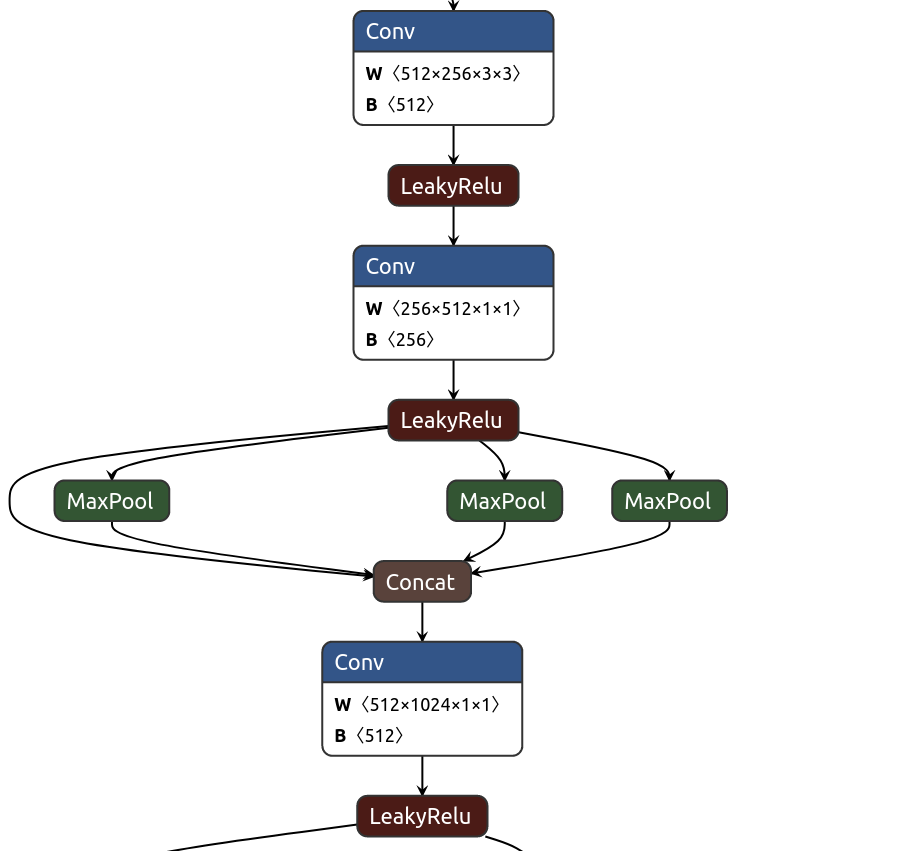 Conv
W 〈512×256×3×3〉
B 〈512〉
LeakyRelu
Conv
W 〈256×512×1×1〉
B 〈256〉
LeakyRelu
MaxPool
MaxPool
MaxPool
Concat
Conv
W 〈512×1024×1×1〉
B 〈512〉
LeakyRelu